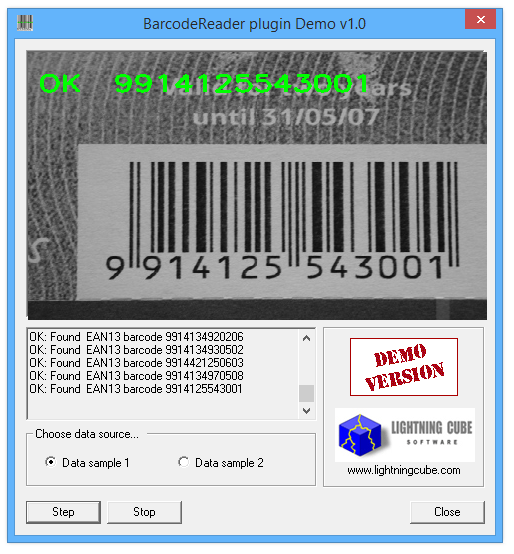 BarcodeReader plugin Demo v1.0
OK 9914125543001
until 31/05/07
9 914125 543001
OK: Found EAN13 barcode 9914134920206
OK: Found EAN13 barcode 9914134930502
OK: Found EAN13 barcode 9914421250603
OK: Found EAN13 barcode 9914134970508
OK: Found EAN13 barcode 9914125543001
DEMO
VERSION
LIGHTNING CUBE
SOFTWARE
www.lightningcube.com
Choose data source...
Data sample 1
Data sample 2
Step
Stop
Close